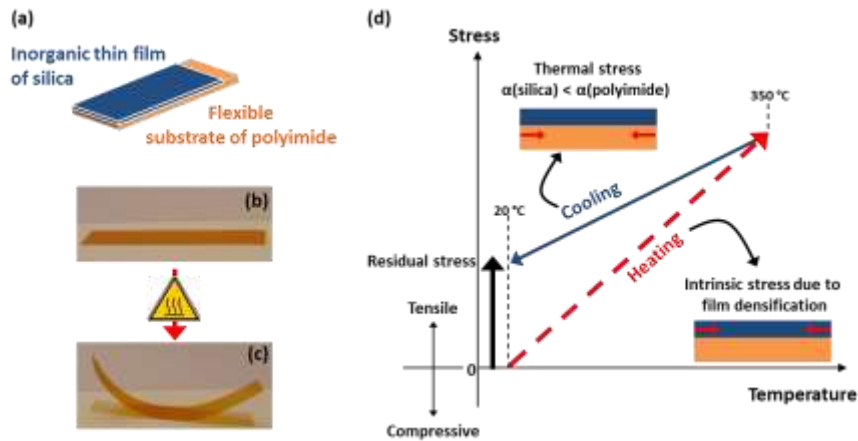 (a)
Inorganic thin film
of silica
Flexible
substrate of polyimide
(b)
(c)
(d)
Stress
Thermal stress
α(silica) < α(polyimide)
350 °C
20 °C
Cooling
Heating
Residual stress
Intrinsic stress due to
film densification
Tensile
0
Temperature
Compressive